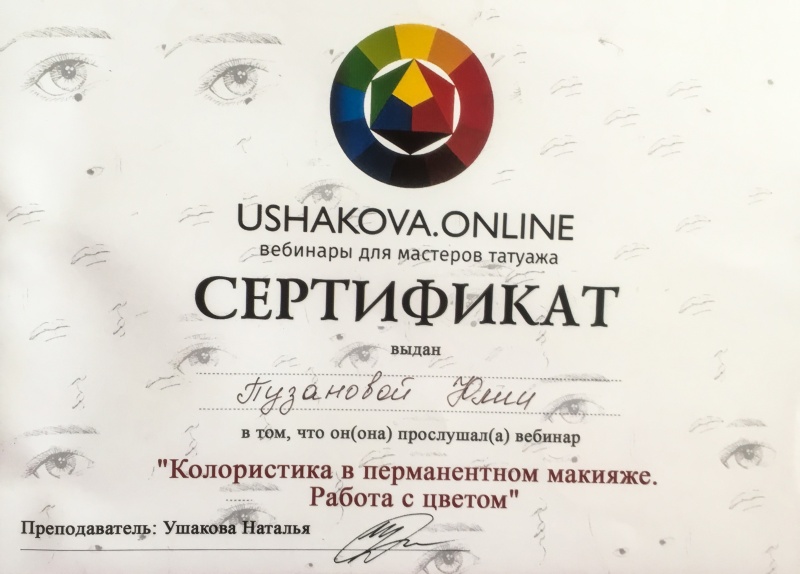 USHAKOVA.ONLINE
вебинары для мастеров татуажа
СЕРТИФИКАТ
выдан
Пузановой Юлии
в том, что он(она) прослушал(а) вебинар
"Колористика в перманентном макияже.
Работа с цветом"
Преподаватель: Ушакова Наталья